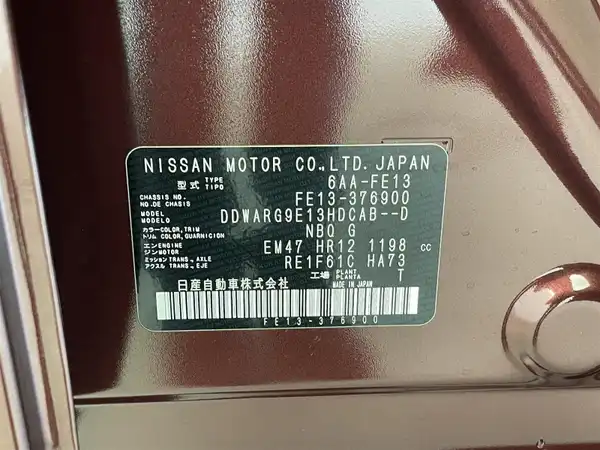 NISSAN MOTOR CO.,LTD. JAPAN
型式 TYPE TIPO 6AA-FE13
CHASSIS NO. NO.DE CHASIS FE13-376900
MODEL MODELO DDWARG9E13HDCAB--D
カラー COLOR,TRIM トリム COLOR,GUARNICION NBQ G
エンジン ENGINE MOTOR EM47 HR12 1198 cc
ミッション TRANS., AXLE アクスル TRANS., EJE RE1F61C HA73
工場 PLANT PLANTA T
日産自動車株式会社 MADE IN JAPAN
FE13-376900